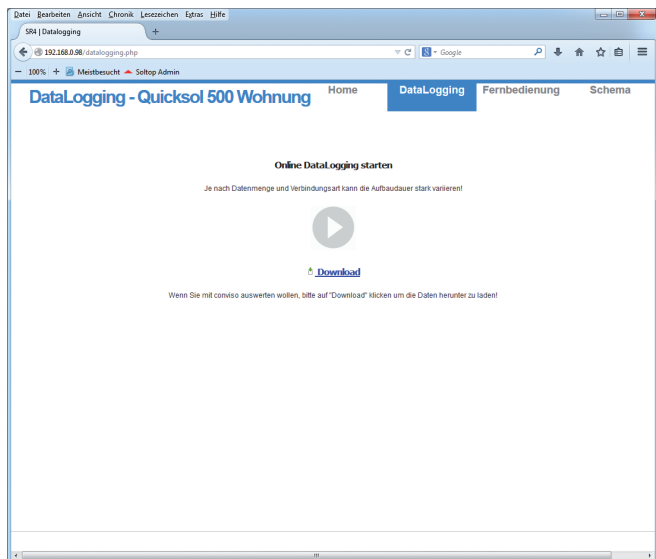 Datei Bearbeiten Ansicht Chronik Lesezeichen Extras Hilfe
SR4 | Datalogging
192.168.0.98/datalogging.php
Google
100% Meistbesucht Soltop Admin
DataLogging - Quicksol 500 Wohnung
Home DataLogging Fernbedienung Schema
Online DataLogging starten
Je nach Datenmenge und Verbindungsart kann die Aufbaudauer stark variieren!
Download
Wenn Sie mit conviso auswerten wollen, bitte auf "Download" klicken um die Daten herunter zu laden!